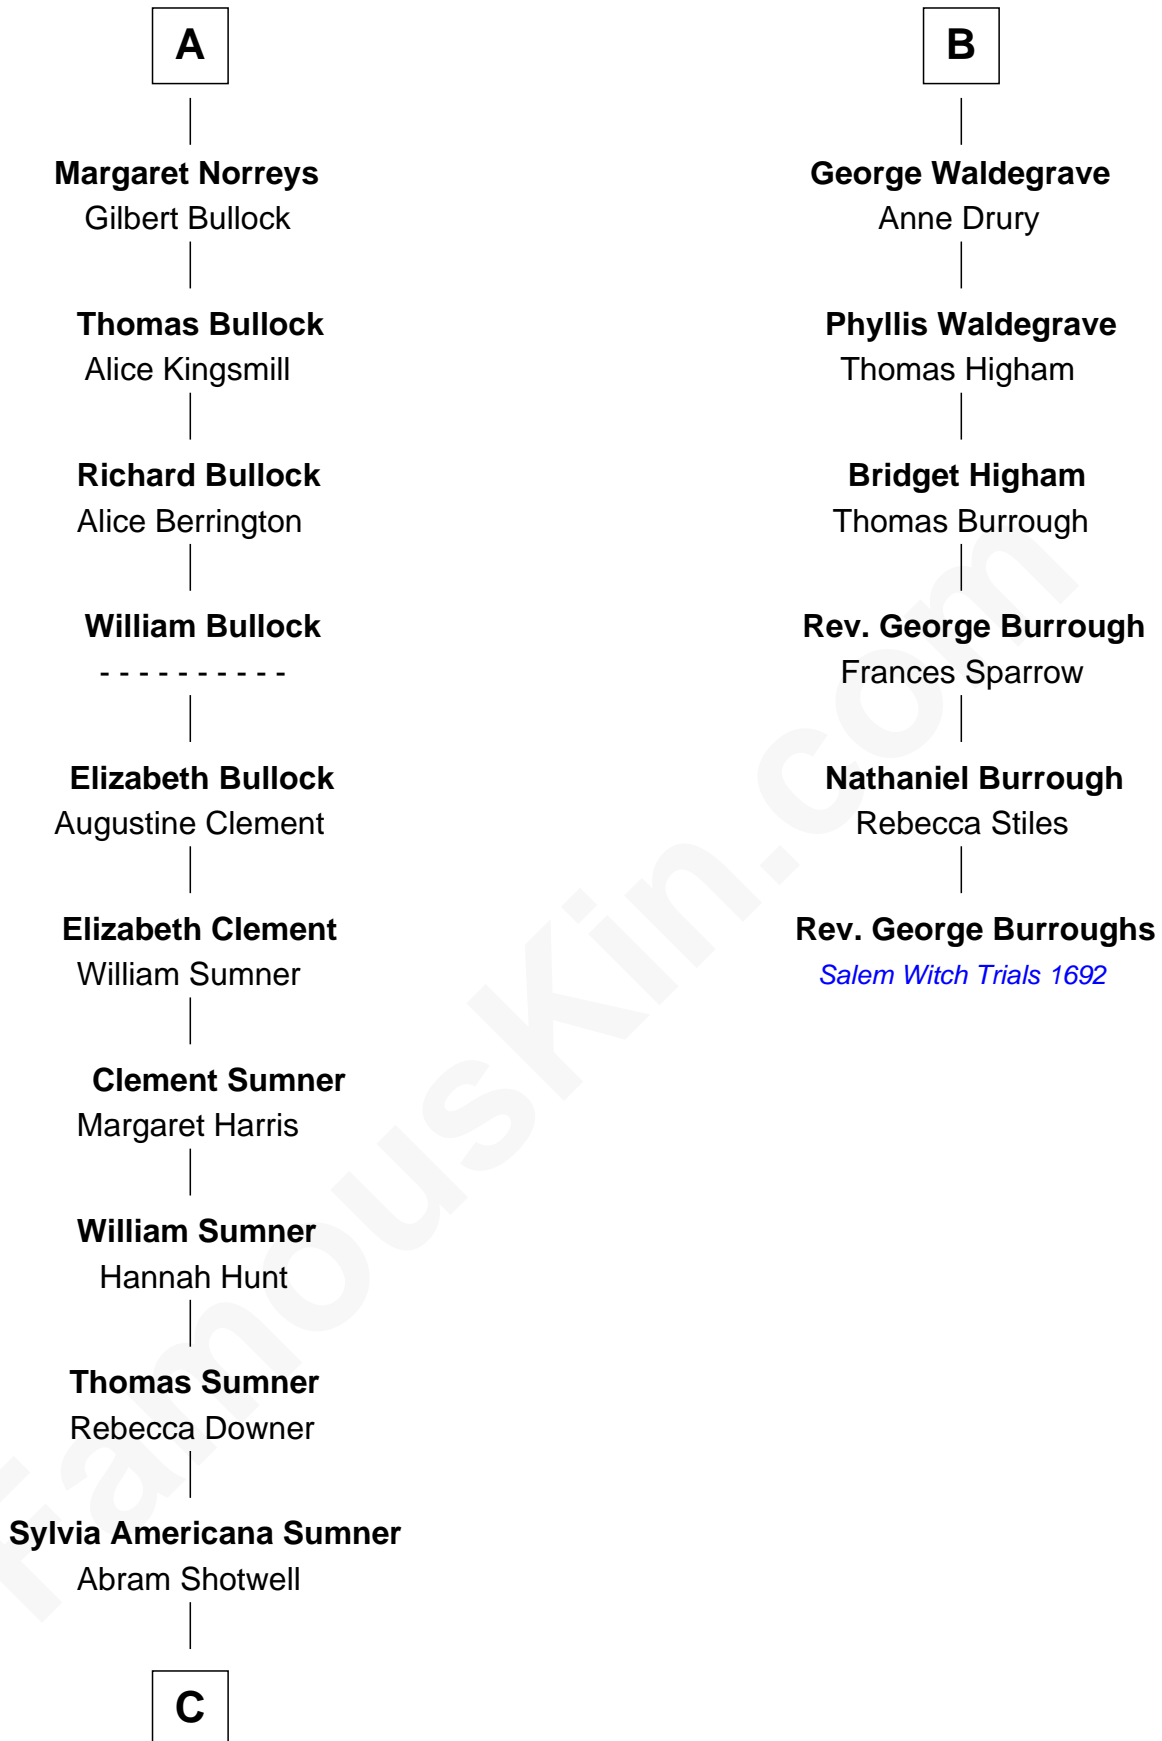 A
Margaret Norreys
Gilbert Bullock
Thomas Bullock
Alice Kingsmill
Richard Bullock
Alice Berrington
William Bullock
- - - - - - - - - -
Elizabeth Bullock
Augustine Clement
Elizabeth Clement
William Sumner
Clement Sumner
Margaret Harris
William Sumner
Hannah Hunt
Thomas Sumner
Rebecca Downer
Sylvia Americana Sumner
Abram Shotwell
C
B
George Waldegrave
Anne Drury
Phyllis Waldegrave
Thomas Higham
Bridget Higham
Thomas Burrough
Rev. George Burrough
Frances Sparrow
Nathaniel Burrough
Rebecca Stiles
Rev. George Burroughs
Salem Witch Trials 1692
FamousKin.com